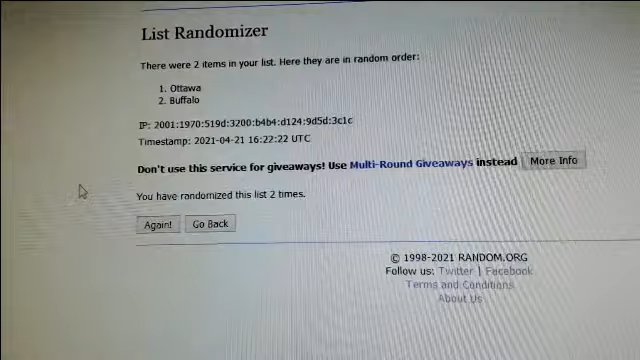 List Randomizer
There were 2 items in your list. Here they are in random order:
1. Ottawa
2. Buffalo
IP: 2001:1970:519d:3200:b4b4:d124:9d5d:3c1c
Timestamp: 2021-04-21 16:22:22 UTC
Don't use this service for giveaways! Use Multi-Round Giveaways instead More Info
You have randomized this list 2 times.
Again! Go Back
© 1998-2021 RANDOM.ORG
Follow us: Twitter | Facebook
Terms and Conditions
About Us